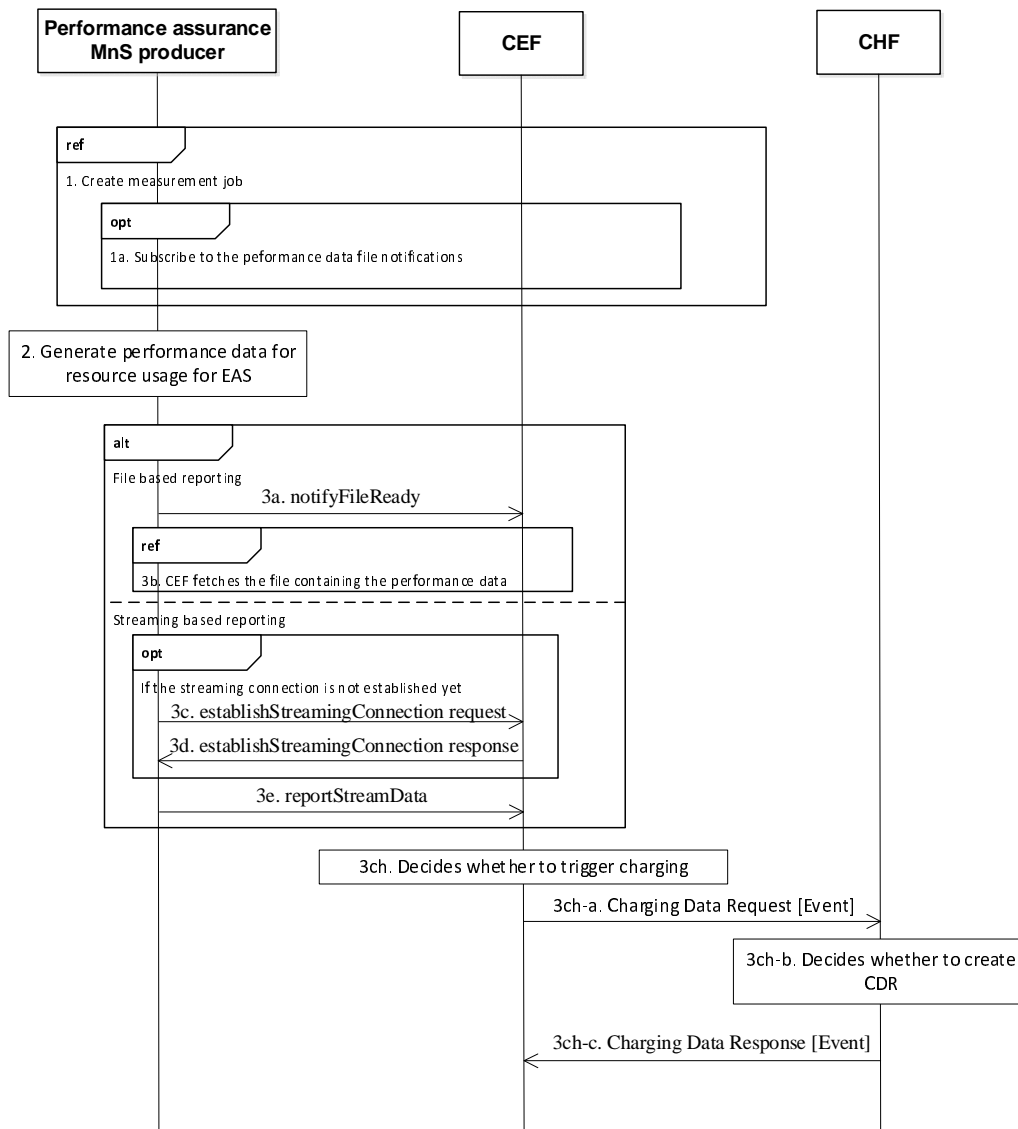 Performance assurance
MnS producer
CEF
CHF
ref
1. Create measurement job
opt
1a. Subscribe to the peformance data file notifications
2. Generate performance data for
resource usage for EAS
alt
File based reporting
3a. notifyFileReady
ref
3b. CEF fetches the file containing the performance data
Streaming based reporting
opt
If the streaming connection is not established yet
3c. establishStreamingConnection request
3d. establishStreamingConnection response
3e. reportStreamData
3ch. Decides whether to trigger charging
3ch-a. Charging Data Request [Event]
3ch-b. Decides whether to create
CDR
3ch-c. Charging Data Response [Event]